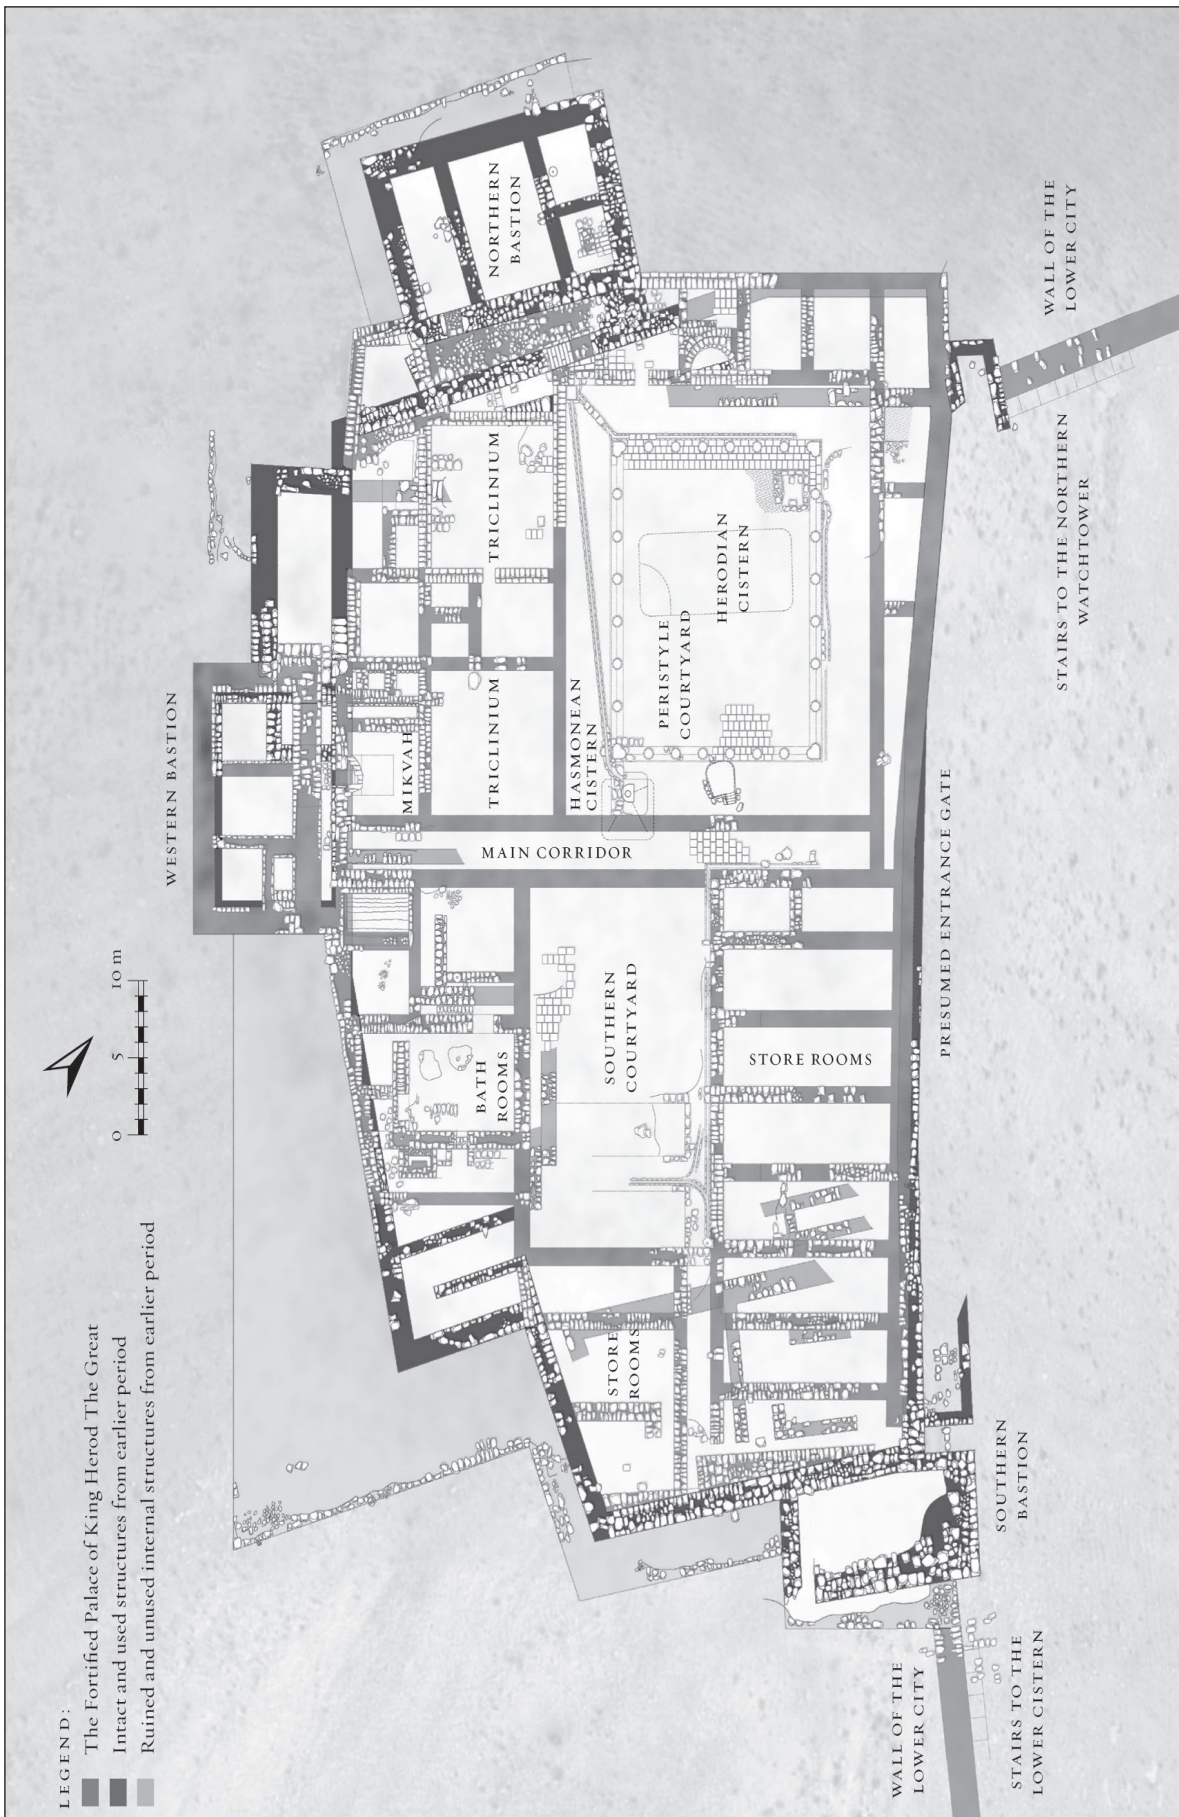 LEGEND:
The Fortified Palace of King Herod The Great
Intact and used structures from earlier period
Ruined and unused internal structures from earlier period
0 5 10 m
WESTERN BASTION
NORTHERN
BASTION
TRICLINIUM
TRICLINIUM
MIKVAH
HASMONEAN
CISTERN
MAIN CORRIDOR
PERISTYLE
COURTYARD
HERODIAN
CISTERN
BATH
ROOMS
SOUTHERN
COURTYARD
STORE ROOMS
STORE
ROOMS
PRESUMED ENTRANCE GATE
WALL OF THE
LOWER CITY
STAIRS TO THE NORTHERN
WATCHTOWER
SOUTHERN
BASTION
WALL OF THE
LOWER CITY
STAIRS TO THE
LOWER CISTERN